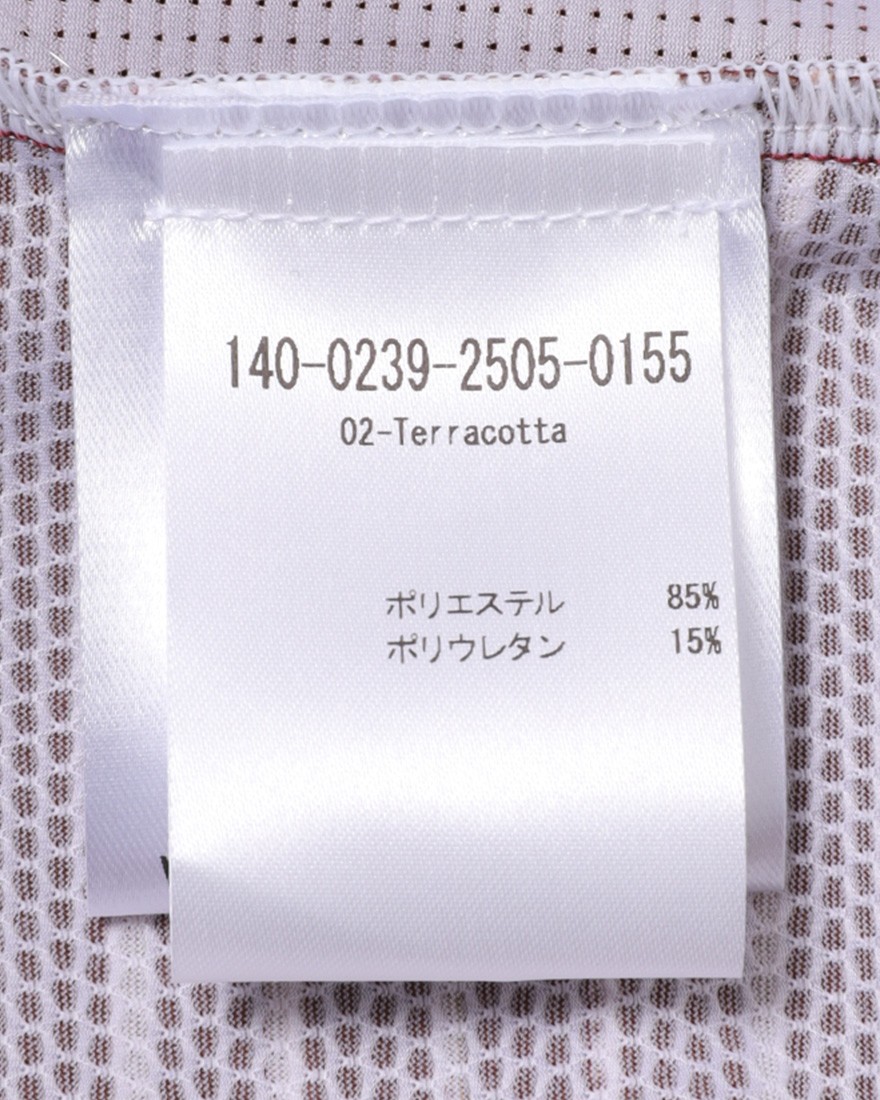 140-0239-2505-0155
02-Terracotta
ポリエステル 85%
ポリウレタン 15%